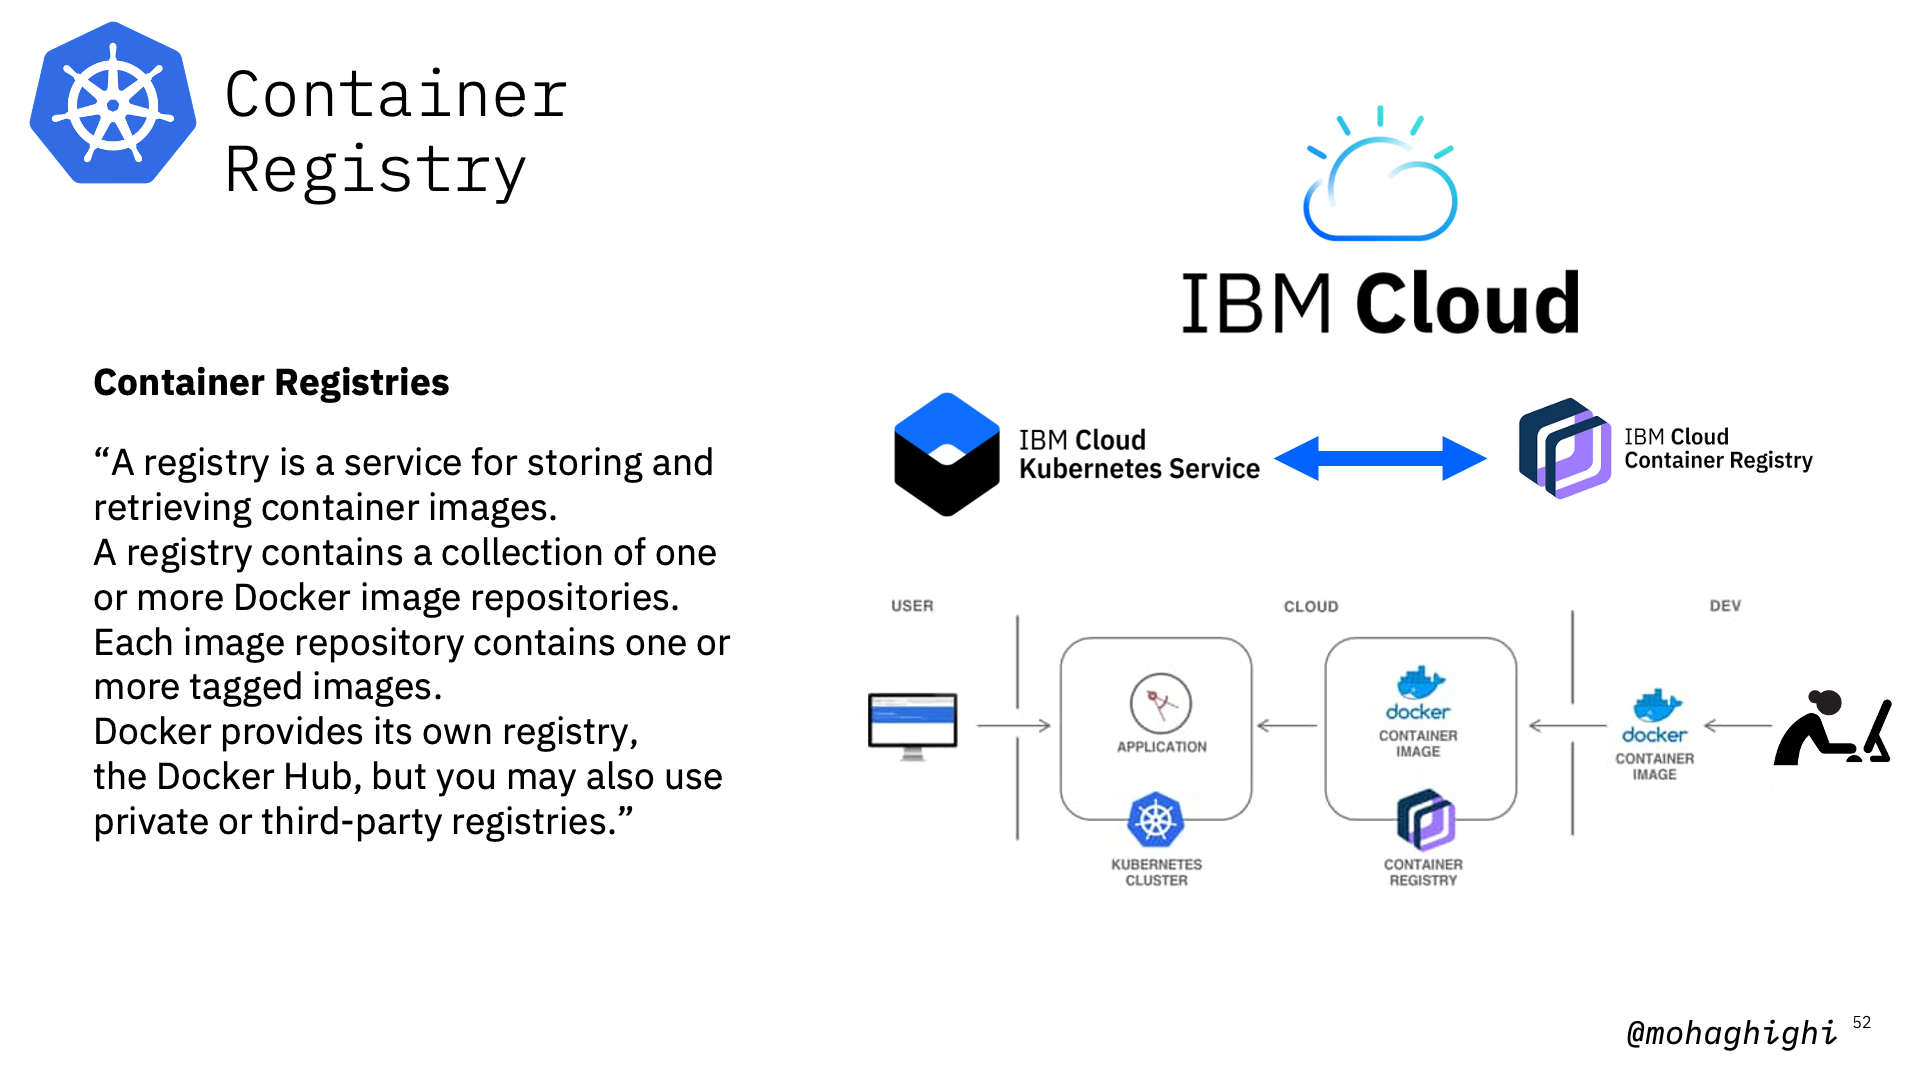 Container
Registry
IBM Cloud
Container Registries
“A registry is a service for storing and
retrieving container images.
A registry contains a collection of one
or more Docker image repositories.
Each image repository contains one or
more tagged images.
Docker provides its own registry,
the Docker Hub, but you may also use
private or third-party registries.”
IBM Cloud
Kubernetes Service
IBM Cloud
Container Registry
USER
CLOUD
DEV
APPLICATION
KUBERNETES
CLUSTER
docker
CONTAINER
IMAGE
CONTAINER
REGISTRY
docker
CONTAINER
IMAGE
@mohaghighi
52